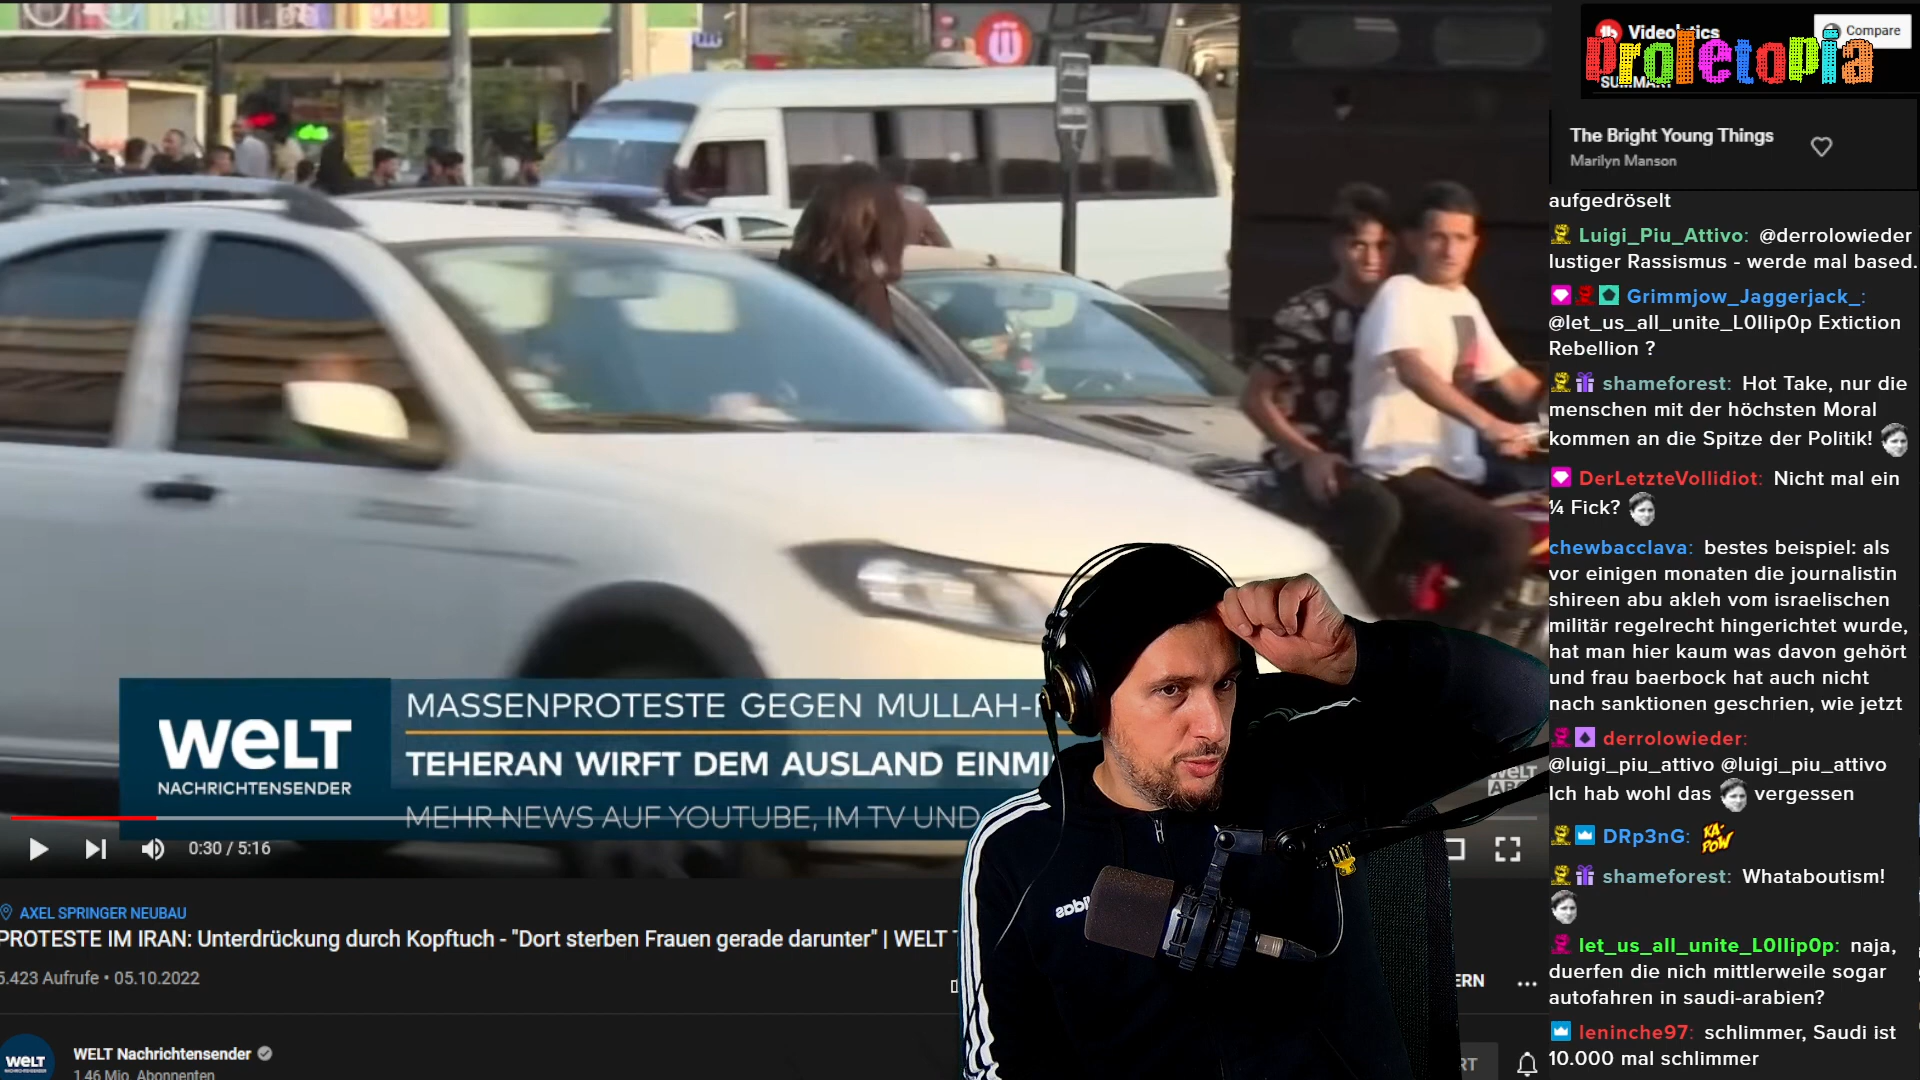 Videolytics
Compare
Proletopia
SUMMARY
The Bright Young Things
Marilyn Manson
aufgedröselt
Luigi_Piu_Attivo: @derrolowieder
lustiger Rassismus - werde mal based.
Grimmjow_Jaggerjack_:
@let_us_all_unite_L0llip0p Extiction
Rebellion ?
shameforest: Hot Take, nur die
menschen mit der höchsten Moral
kommen an die Spitze der Politik!
DerLetzteVollidiot: Nicht mal ein
¼ Fick?
chewbacclava: bestes beispiel: als
vor einigen monaten die journalistin
shireen abu akleh vom israelischen
militär regelrecht hingerichtet wurde,
hat man hier kaum was davon gehört
und frau baerbock hat auch nicht
nach sanktionen geschrien, wie jetzt
derrolowieder:
@luigi_piu_attivo @luigi_piu_attivo
Ich hab wohl das vergessen
DRp3nG: KA-POW
shameforest: Whataboutism!
let_us_all_unite_L0llip0p: naja,
duerfen die nich mittlerweile sogar
autofahren in saudi-arabien?
leninche97: schlimmer, Saudi ist
10.000 mal schlimmer
WELT
NACHRICHTENSENDER
MASSENPROTESTE GEGEN MULLAH-
TEHERAN WIRFT DEM AUSLAND EINMI
MEHR NEWS AUF YOUTUBE, IM TV UND
WELT
0:30 / 5:16
adidas
AXEL SPRINGER NEUBAU
PROTESTE IM IRAN: Unterdrückung durch Kopftuch - "Dort sterben Frauen gerade darunter" | WELT
5.423 Aufrufe • 05.10.2022
ERN
WELT
WELT Nachrichtensender
1,46 Mio. Abonnenten
RT